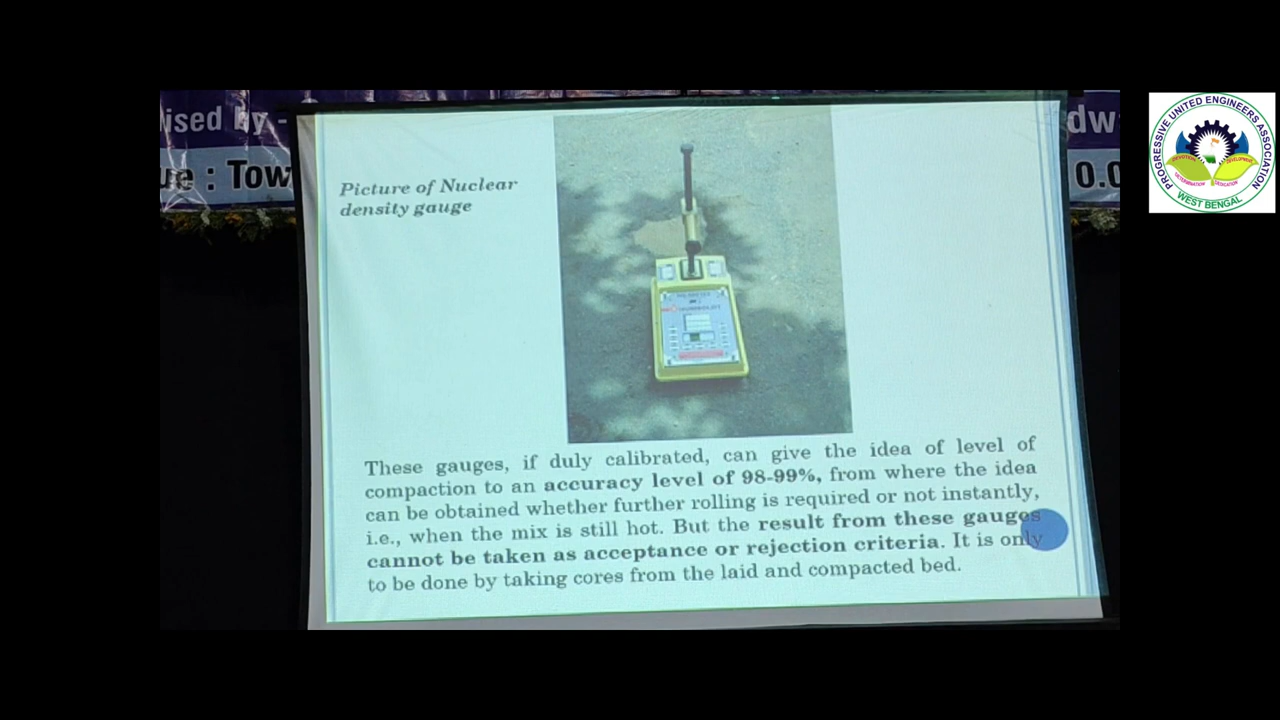 ised by -
dw
ue : Tow
0.0
Picture of Nuclear
density gauge
These gauges, if duly calibrated, can give the idea of level of
compaction to an accuracy level of 98-99%, from where the idea
can be obtained whether further rolling is required or not instantly,
i.e., when the mix is still hot. But the result from these gauges
cannot be taken as acceptance or rejection criteria. It is only
to be done by taking cores from the laid and compacted bed.
PROGRESSIVE UNITED ENGINEERS ASSOCIATION
DEVOTION
DEVELOPMENT
DETERMINATION
DEDICATION
WEST BENGAL